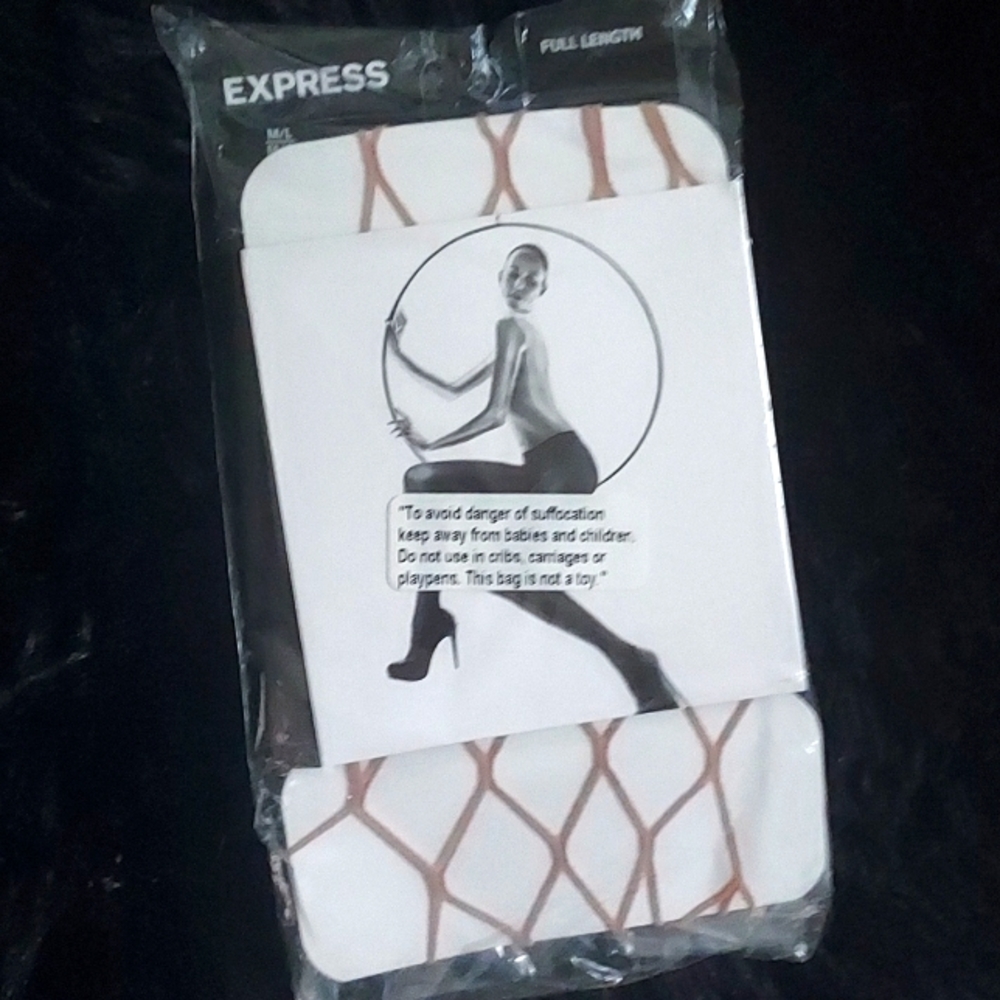 EXPRESS
FULL LENGTH
M/L
"To avoid danger of suffocation
keep away from babies and children.
Do not use in cribs, carriages or
playpens. This bag is not a toy."